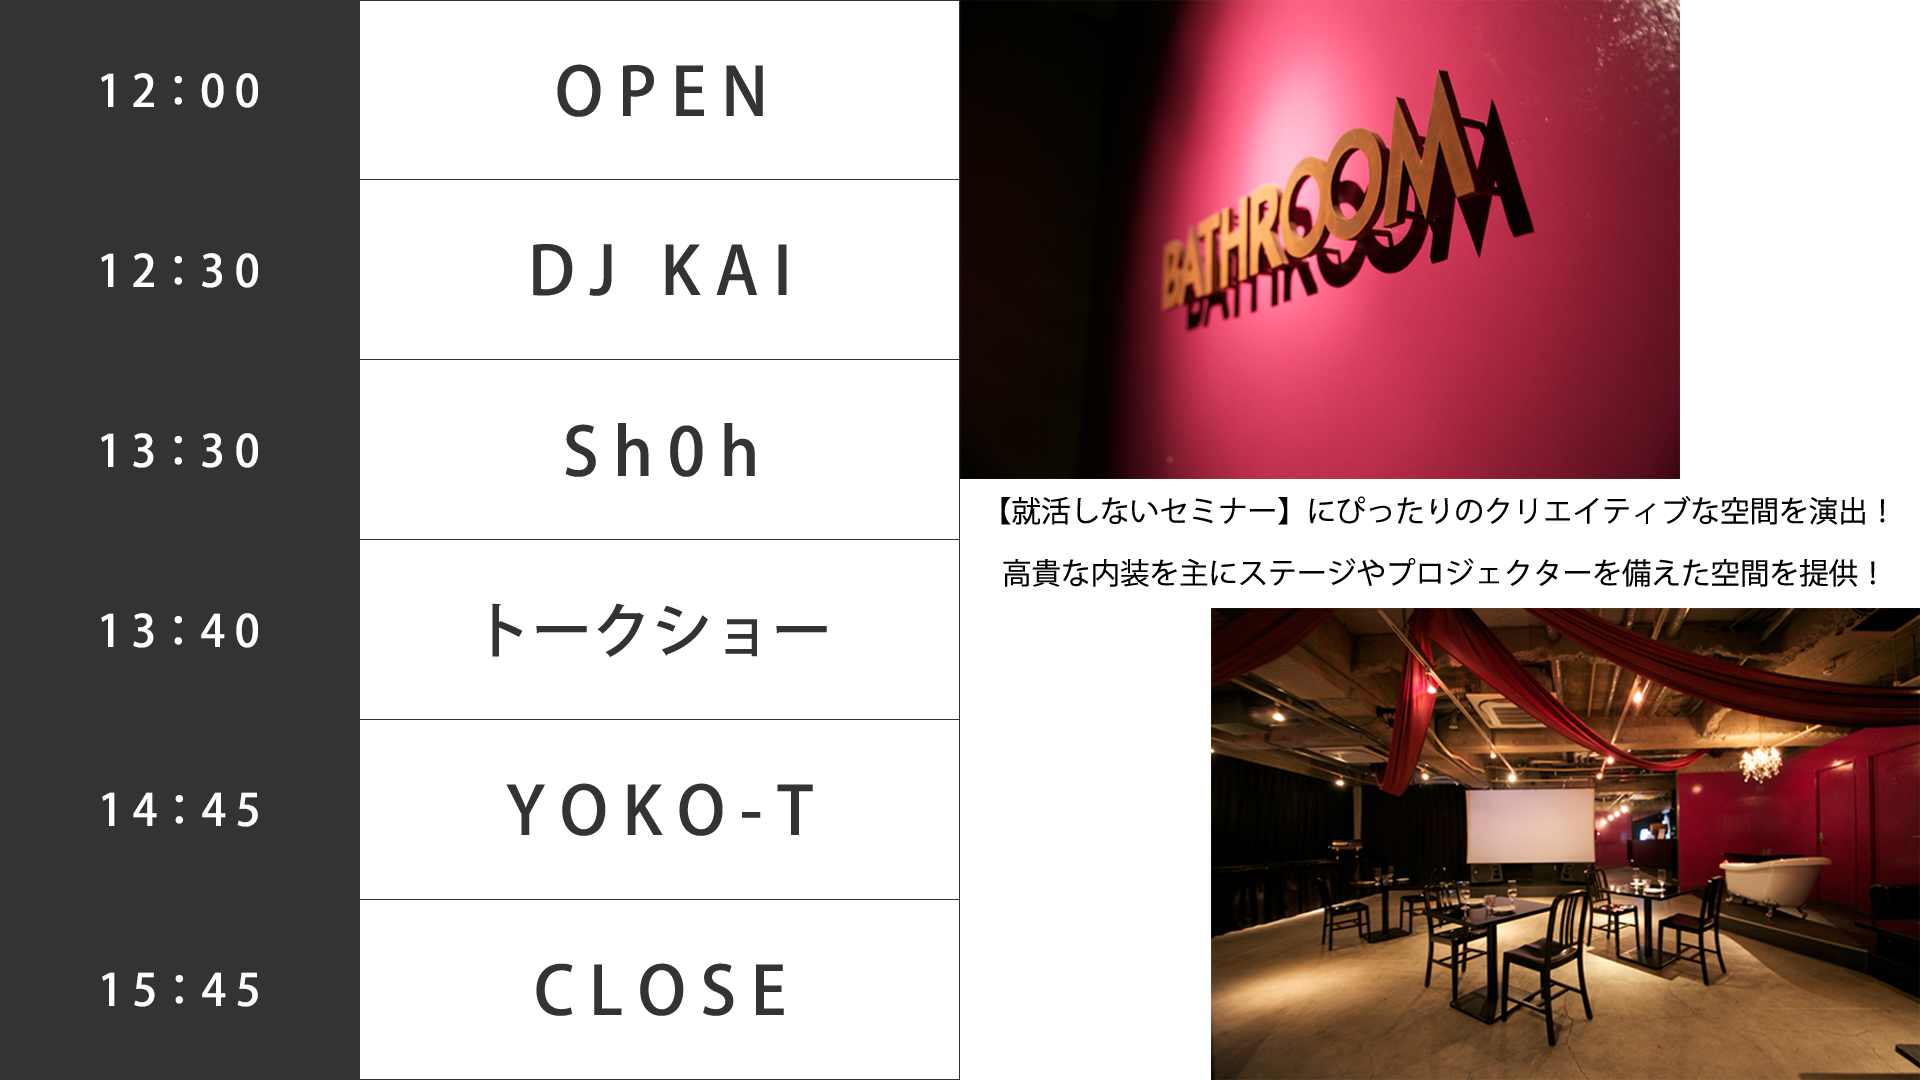 12：00
OPEN
12：30
DJ KAI
13：30
Sh0h
13：40
トークショー
14：45
YOKO-T
15：45
CLOSE
BATHROOM
【就活しないセミナー】にぴったりのクリエイティブな空間を演出！
高貴な内装を主にステージやプロジェクターを備えた空間を提供！